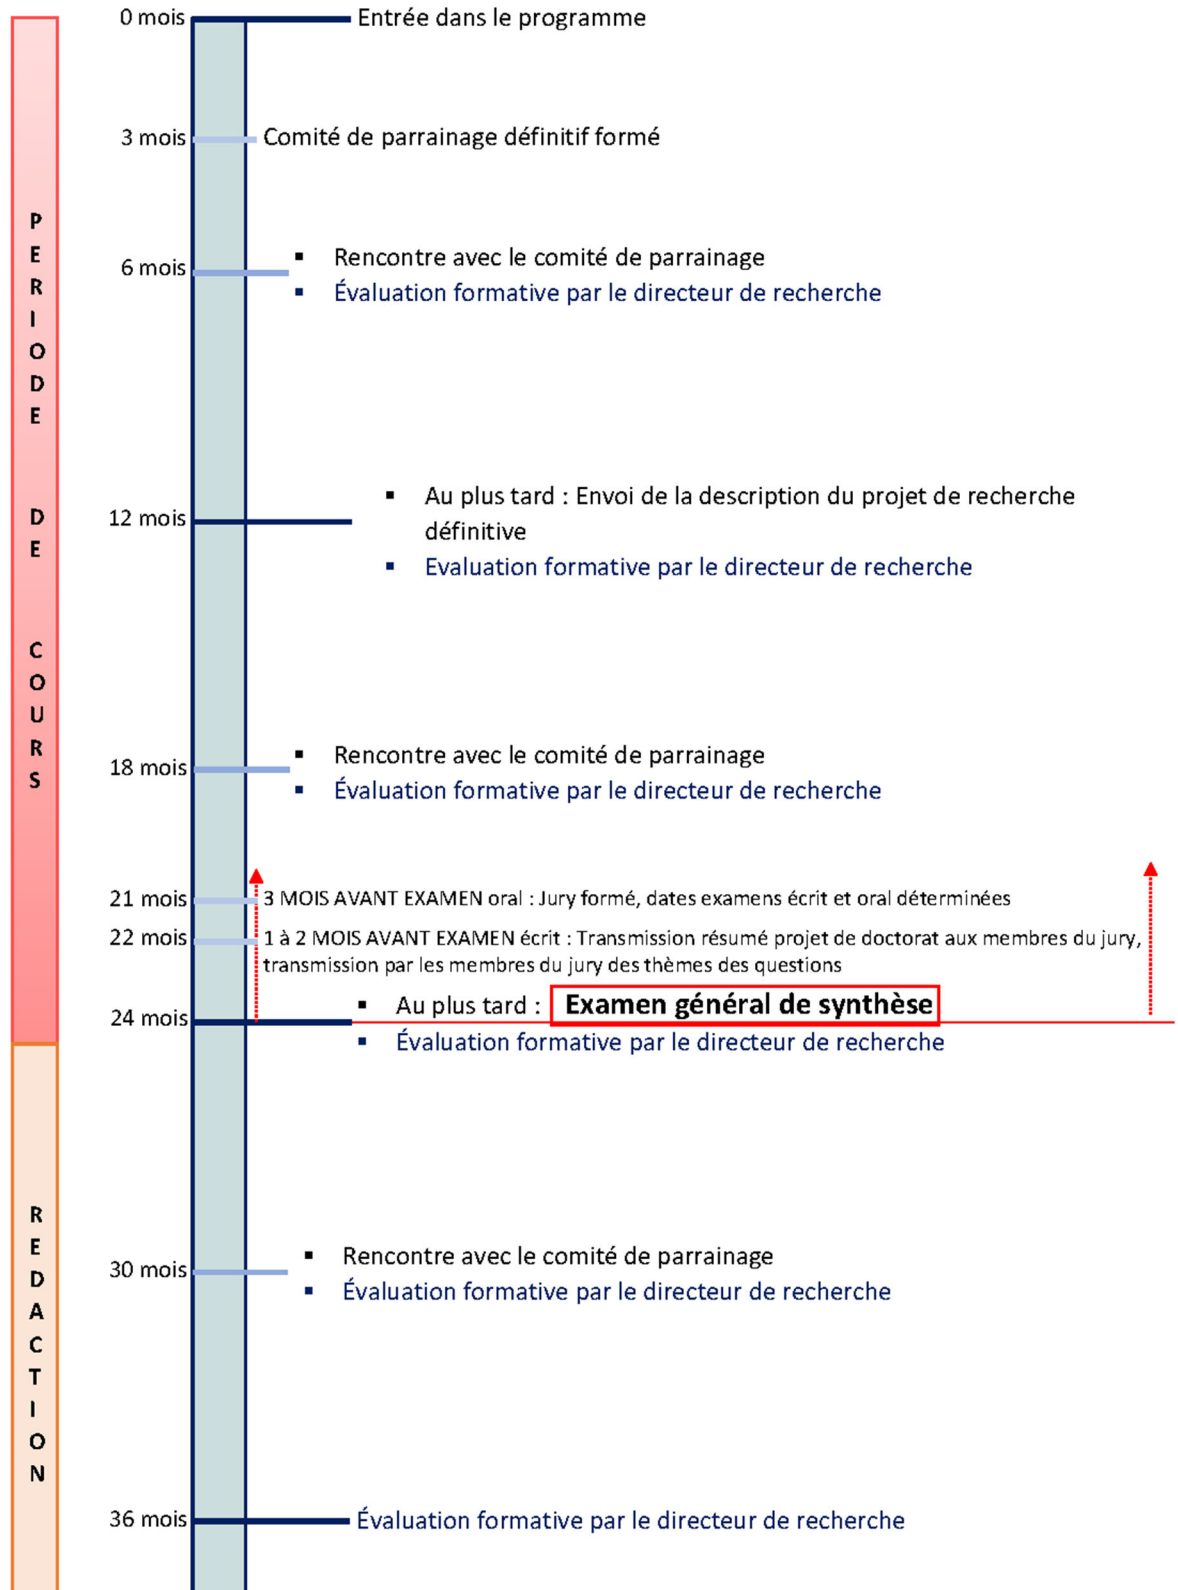 0 mois
Entrée dans le programme
3 mois
Comité de parrainage définitif formé
PERIODE DE COURS
6 mois
▪ Rencontre avec le comité de parrainage
▪ Évaluation formative par le directeur de recherche
12 mois
▪ Au plus tard : Envoi de la description du projet de recherche
définitive
▪ Evaluation formative par le directeur de recherche
18 mois
▪ Rencontre avec le comité de parrainage
▪ Évaluation formative par le directeur de recherche
21 mois
3 MOIS AVANT EXAMEN oral : Jury formé, dates examens écrit et oral déterminées
22 mois
1 à 2 MOIS AVANT EXAMEN écrit : Transmission résumé projet de doctorat aux membres du jury,
transmission par les membres du jury des thèmes des questions
24 mois
▪ Au plus tard : Examen général de synthèse
▪ Évaluation formative par le directeur de recherche
REDACTION
30 mois
▪ Rencontre avec le comité de parrainage
▪ Évaluation formative par le directeur de recherche
36 mois
Évaluation formative par le directeur de recherche